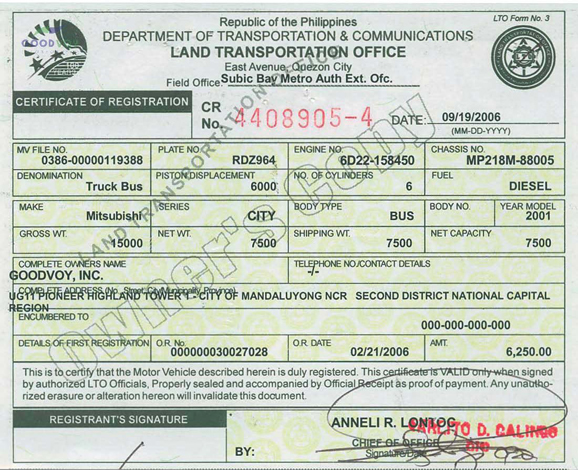 Republic of the Philippines
LTO Form No. 3
DEPARTMENT OF TRANSPORTATION & COMMUNICATIONS
LAND TRANSPORTATION OFFICE
East Avenue, Quezon City
Field Office: Subic Bay Metro Auth Ext. Ofc.
CERTIFICATE OF REGISTRATION
CR No. 4408905-4 DATE: 09/19/2006
(MM-DD-YYYY)
MV FILE NO. PLATE NO. ENGINE NO. CHASSIS NO.
0386-00000119388 RDZ964 6D22-158450 MP218M-88005
DENOMINATION PISTON DISPLACEMENT NO. OF CYLINDERS FUEL
Truck Bus 6000 6 DIESEL
MAKE SERIES BODY TYPE BODY NO. YEAR MODEL
Mitsubishi CITY BUS 2001
GROSS WT. NET WT. SHIPPING WT. NET CAPACITY
15000 7500 7500 7500
COMPLETE OWNERS NAME TELEPHONE NO./CONTACT DETAILS
GOODVOY, INC. -/-
COMPLETE ADDRESS (No., Street, City/Municipality, Province)
UG11 PIONEER HIGHLAND TOWER 1 - CITY OF MANDALUYONG NCR SECOND DISTRICT NATIONAL CAPITAL
REGION
ENCUMBERED TO
000-000-000-000
DETAILS OF FIRST REGISTRATION O.R. No. O.R. DATE AMT.
000000030027028 02/21/2006 6,250.00
This is to certify that the Motor Vehicle described herein is duly registered. This certificate is VALID only when signed
by authorized LTO Officials, Properly sealed and accompanied by Official Receipt as proof of payment. Any unautho-
rized erasure or alteration hereon will invalidate this document.
REGISTRANT'S SIGNATURE
ANNELI R. LONTOC
CARLITO D. CALINGO
BY: CHIEF OF OFFICE
Signature/Date
Owner's Copy
LAND TRANSPORTATION OFFICE
GOOD